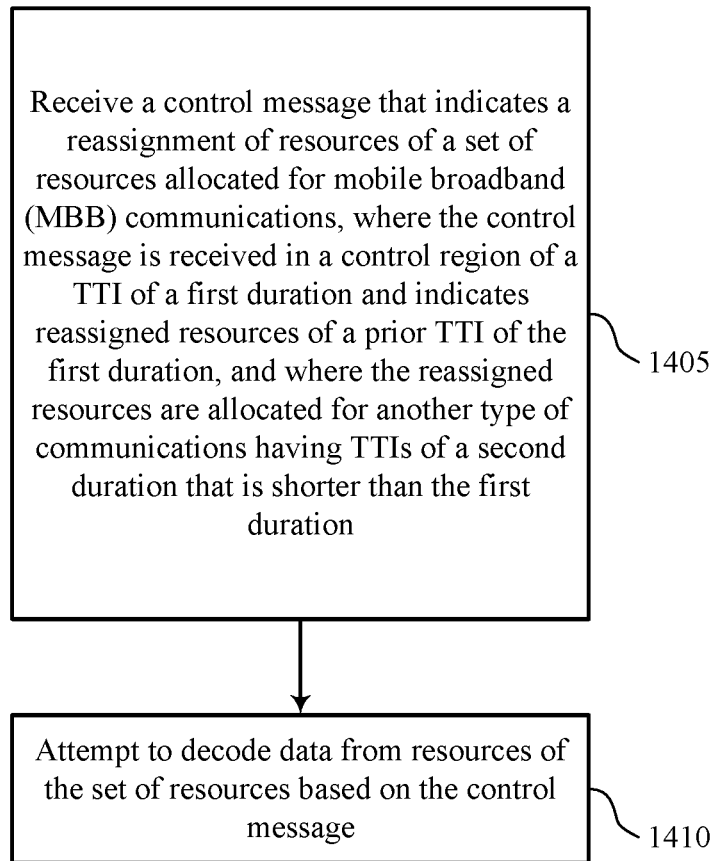 Receive a control message that indicates a
reassignment of resources of a set of
resources allocated for mobile broadband
(MBB) communications, where the control
message is received in a control region of a
TTI of a first duration and indicates
reassigned resources of a prior TTI of the
first duration, and where the reassigned
resources are allocated for another type of
communications having TTIs of a second
duration that is shorter than the first
duration
1405
Attempt to decode data from resources of
the set of resources based on the control
message
1410